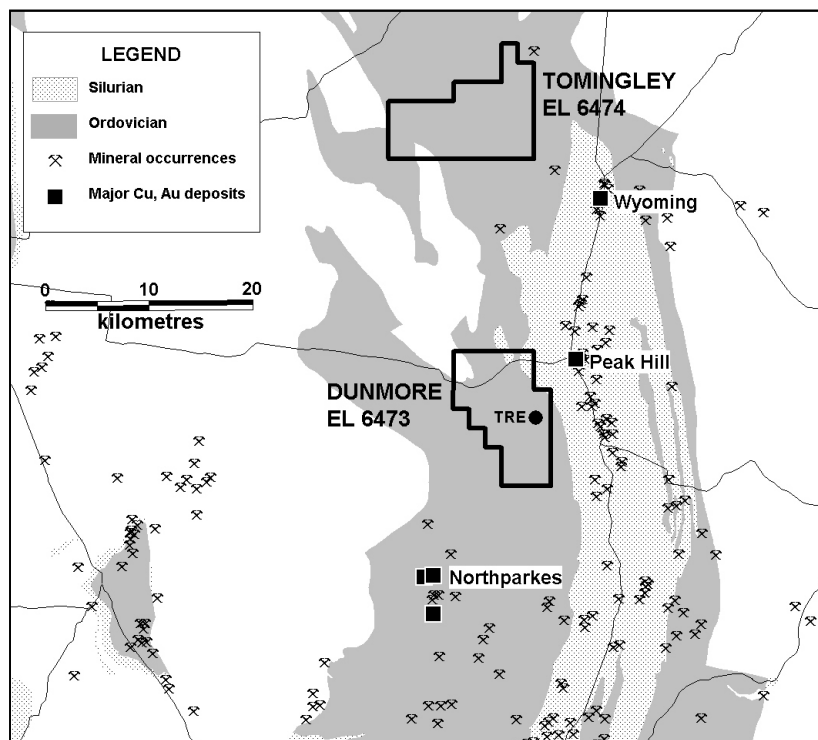 LEGEND
Silurian
Ordovician
Mineral occurrences
Major Cu, Au deposits
TOMINGLEY
EL 6474
Wyoming
0 10 20
kilometres
Peak Hill
DUNMORE
EL 6473
TRE
Northparkes